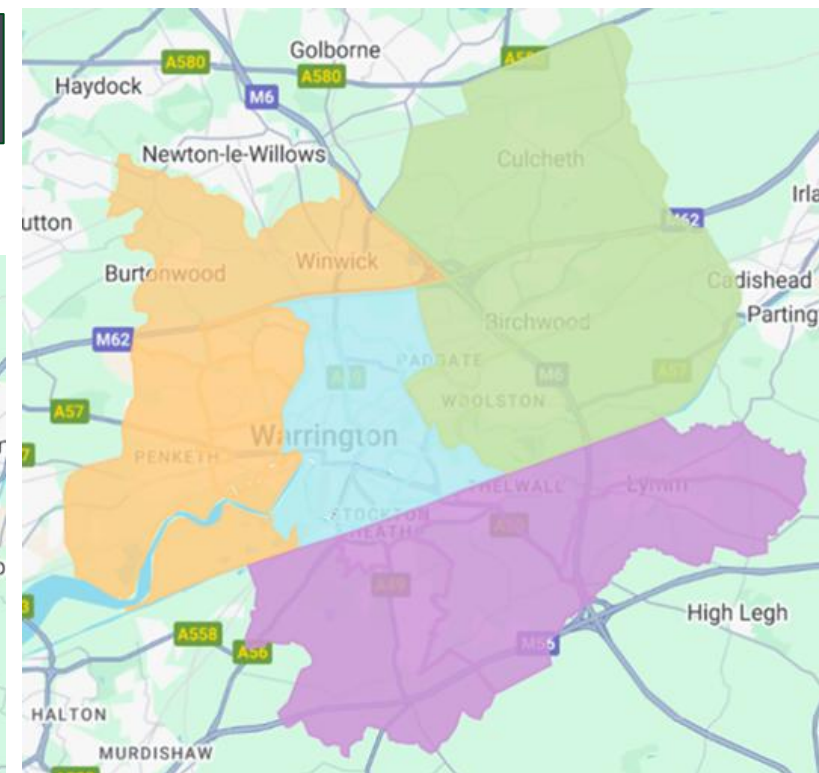 Golborne
A580
A580
A58
Haydock
M6
Newton-le-Willows
Culcheth
Irla
utton
M62
Burtonwood
Winwick
Cadishead
Parting
Birchwood
M62
PADGATE
M6
A57
A57
WOOLSTON
Warrington
PENKETH
THELWALL
Lymm
STOCKTON
HEATH
A49
High Legh
A558
A56
M56
HALTON
MURDISHAW